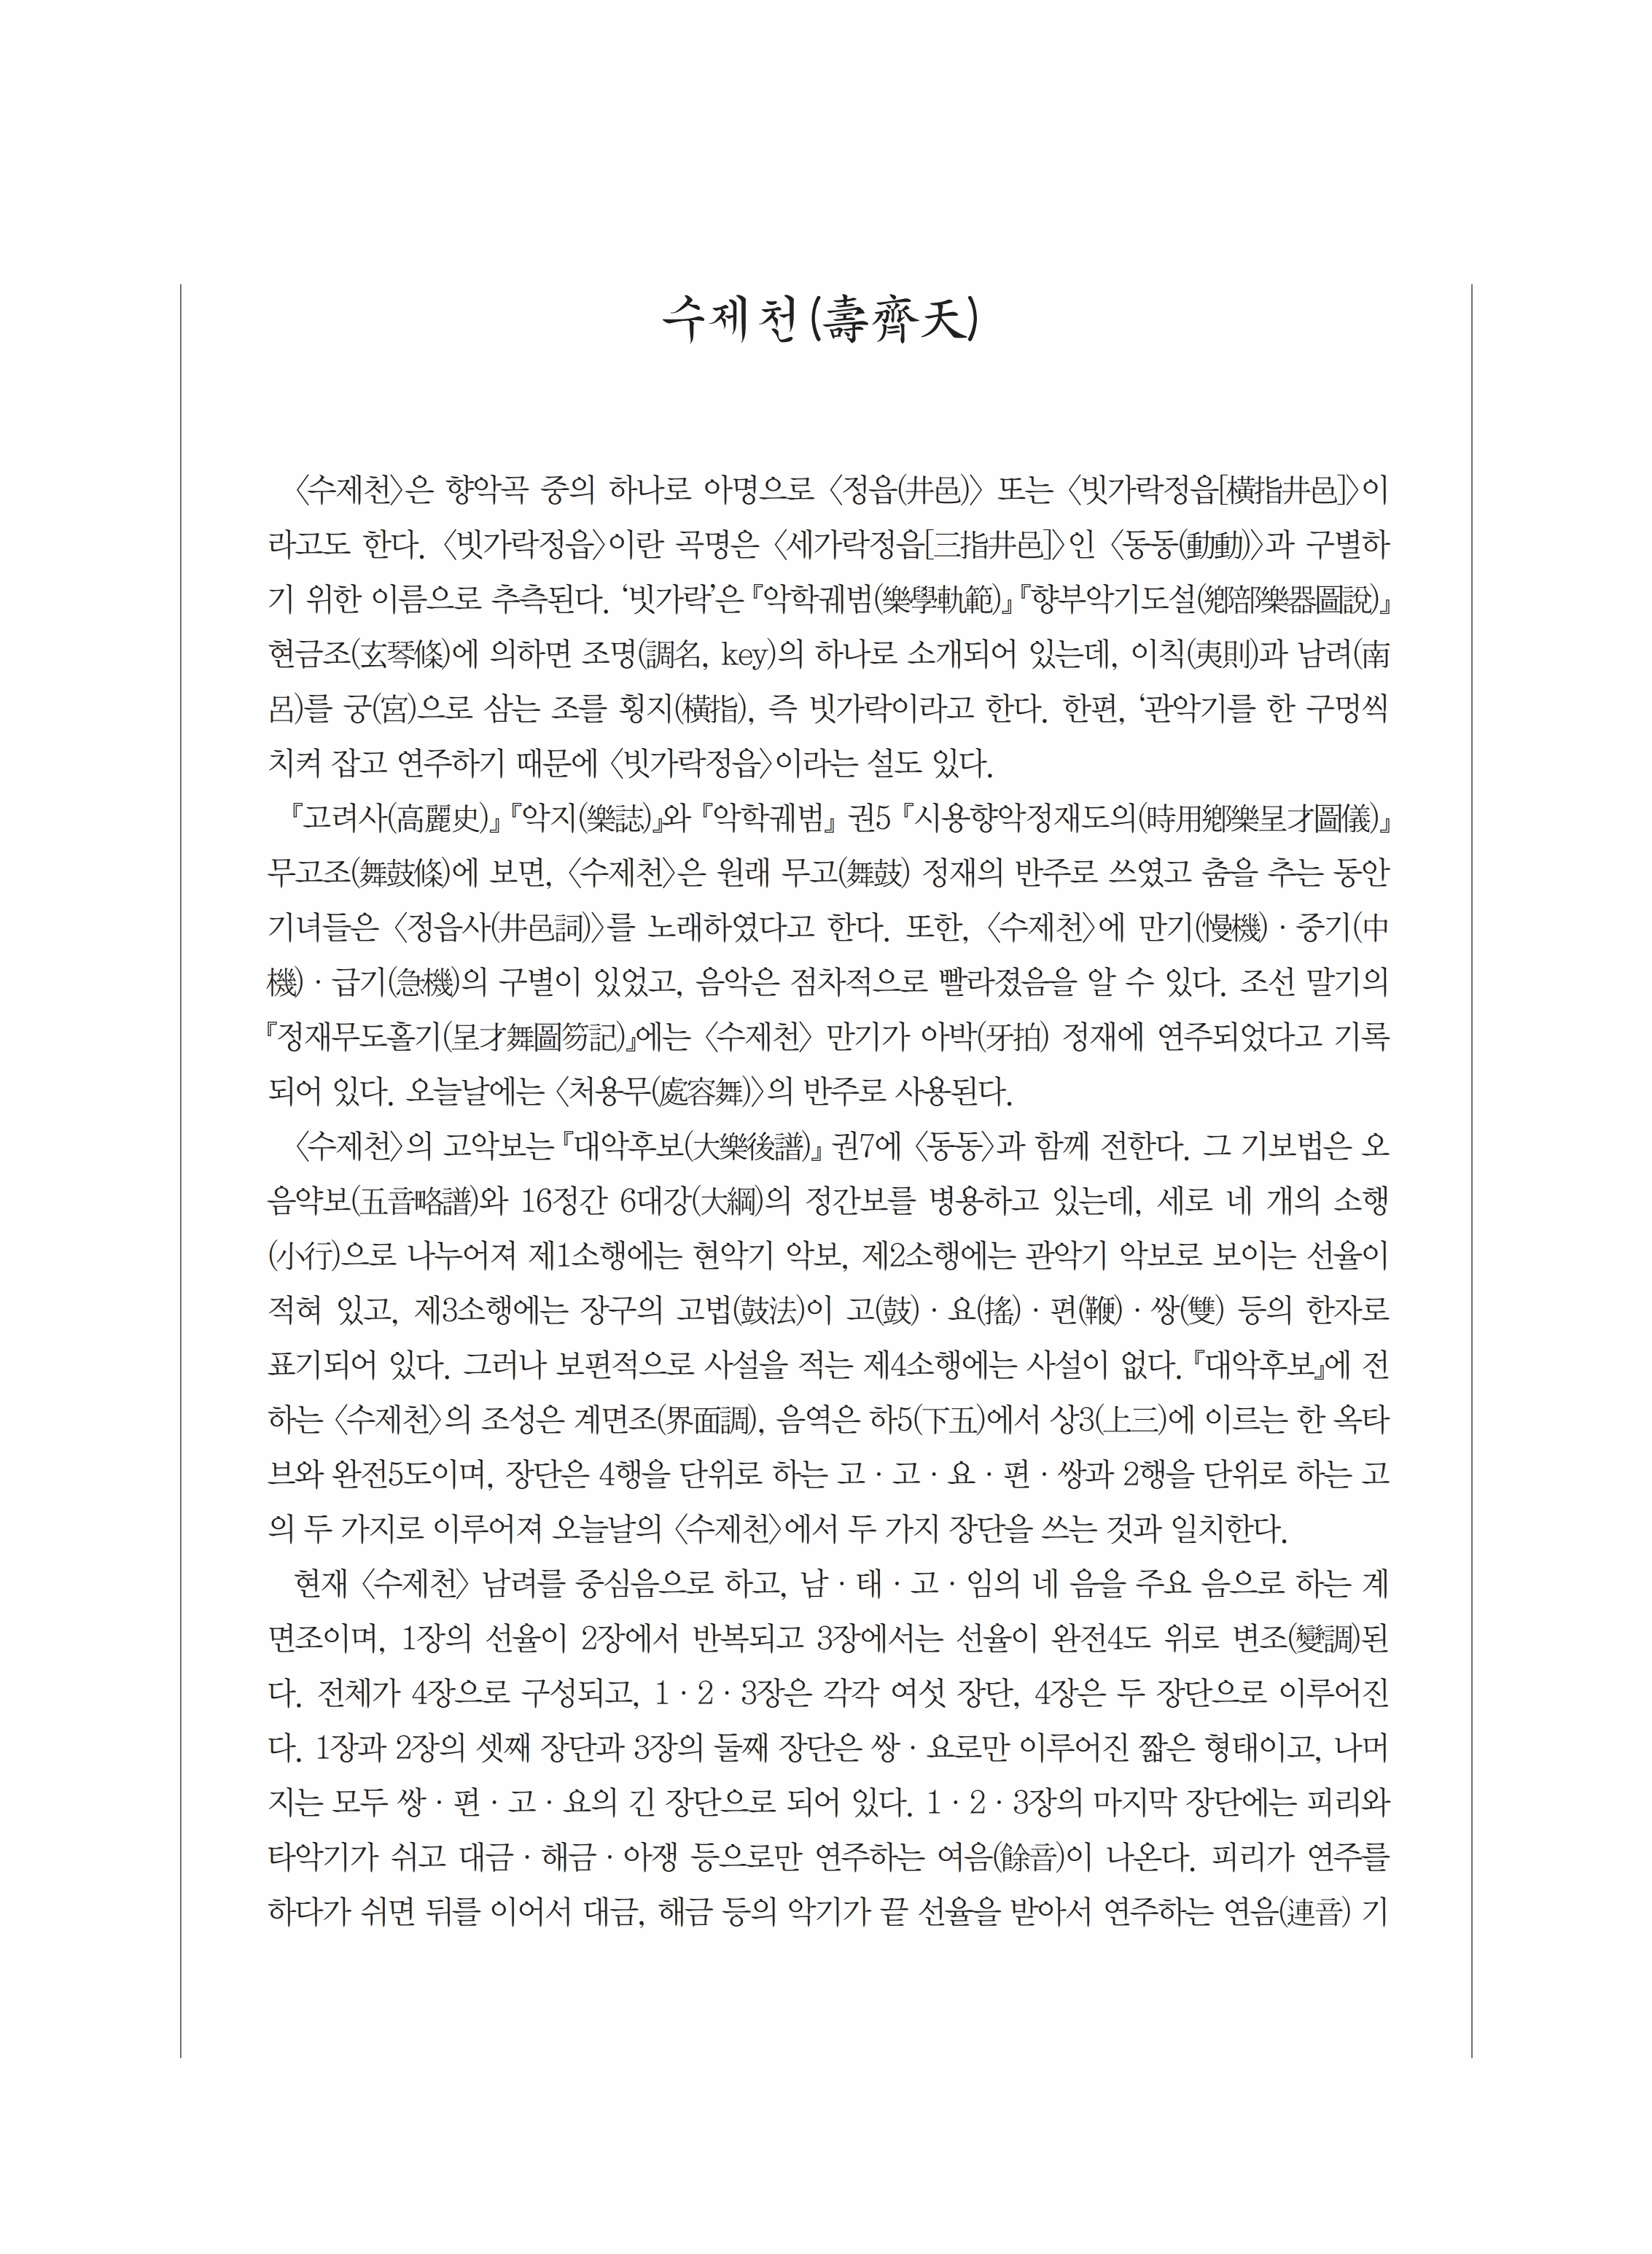 수제천(壽齊天)
〈수제천〉은 향악곡 중의 하나로 아명으로 〈정읍(井邑)〉 또는 〈빗가락정읍[橫指井邑]〉이
라고도 한다. 〈빗가락정읍〉이란 곡명은 〈세가락정읍[三指井邑]〉인 〈동동(動動)〉과 구별하
기 위한 이름으로 추측된다. ‘빗가락’은 『악학궤범(樂學軌範)』 『향부악기도설(鄕部樂器圖說)』
현금조(玄琴條)에 의하면 조명(調名, key)의 하나로 소개되어 있는데, 이칙(夷則)과 남려(南
呂)를 궁(宮)으로 삼는 조를 횡지(橫指), 즉 빗가락이라고 한다. 한편, ‘관악기를 한 구멍씩
치켜 잡고 연주하기 때문에 〈빗가락정읍〉이라는 설도 있다.
『고려사(高麗史)』 『악지(樂誌)』와 『악학궤범』 권5 『시용향악정재도의(時用鄕樂呈才圖儀)』
무고조(舞鼓條)에 보면, 〈수제천〉은 원래 무고(舞鼓) 정재의 반주로 쓰였고 춤을 추는 동안
기녀들은 〈정읍사(井邑詞)〉를 노래하였다고 한다. 또한, 〈수제천〉에 만기(慢機) · 중기(中
機) · 급기(急機)의 구별이 있었고, 음악은 점차적으로 빨라졌음을 알 수 있다. 조선 말기의
『정재무도홀기(呈才舞圖笏記)』에는 〈수제천〉 만기가 아박(牙拍) 정재에 연주되었다고 기록
되어 있다. 오늘날에는 〈처용무(處容舞)〉의 반주로 사용된다.
〈수제천〉의 고악보는 『대악후보(大樂後譜)』 권7에 〈동동〉과 함께 전한다. 그 기보법은 오
음약보(五音略譜)와 16정간 6대강(大綱)의 정간보를 병용하고 있는데, 세로 네 개의 소행
(小行)으로 나누어져 제1소행에는 현악기 악보, 제2소행에는 관악기 악보로 보이는 선율이
적혀 있고, 제3소행에는 장구의 고법(鼓法)이 고(鼓) · 요(搖) · 편(鞭) · 쌍(雙) 등의 한자로
표기되어 있다. 그러나 보편적으로 사설을 적는 제4소행에는 사설이 없다. 『대악후보』에 전
하는 〈수제천〉의 조성은 계면조(界面調), 음역은 하5(下五)에서 상3(上三)에 이르는 한 옥타
브와 완전5도이며, 장단은 4행을 단위로 하는 고 · 고 · 요 · 편 · 쌍과 2행을 단위로 하는 고
의 두 가지로 이루어져 오늘날의 〈수제천〉에서 두 가지 장단을 쓰는 것과 일치한다.
현재 〈수제천〉 남려를 중심음으로 하고, 남 · 태 · 고 · 임의 네 음을 주요 음으로 하는 계
면조이며, 1장의 선율이 2장에서 반복되고 3장에서는 선율이 완전4도 위로 변조(變調)된
다. 전체가 4장으로 구성되고, 1 · 2 · 3장은 각각 여섯 장단, 4장은 두 장단으로 이루어진
다. 1장과 2장의 셋째 장단과 3장의 둘째 장단은 쌍 · 요로만 이루어진 짧은 형태이고, 나머
지는 모두 쌍 · 편 · 고 · 요의 긴 장단으로 되어 있다. 1 · 2 · 3장의 마지막 장단에는 피리와
타악기가 쉬고 대금 · 해금 · 아쟁 등으로만 연주하는 여음(餘音)이 나온다. 피리가 연주를
하다가 쉬면 뒤를 이어서 대금, 해금 등의 악기가 끝 선율을 받아서 연주하는 연음(連音) 기